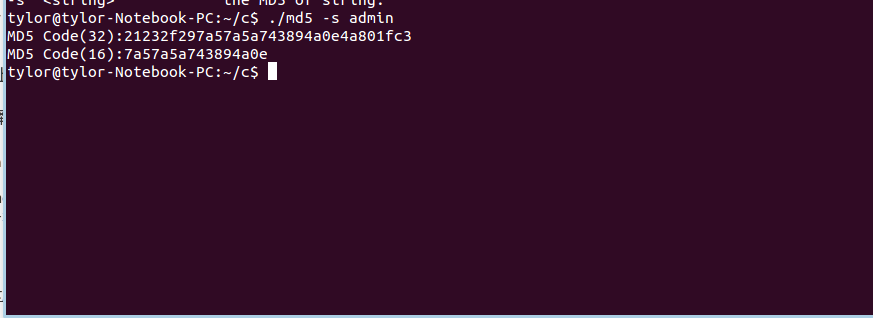 -s <string> the MD5 of string.
tylor@tylor-Notebook-PC:~/c$ ./md5 -s admin
MD5 Code(32):21232f297a57a5a743894a0e4a801fc3
MD5 Code(16):7a57a5a743894a0e
tylor@tylor-Notebook-PC:~/c$